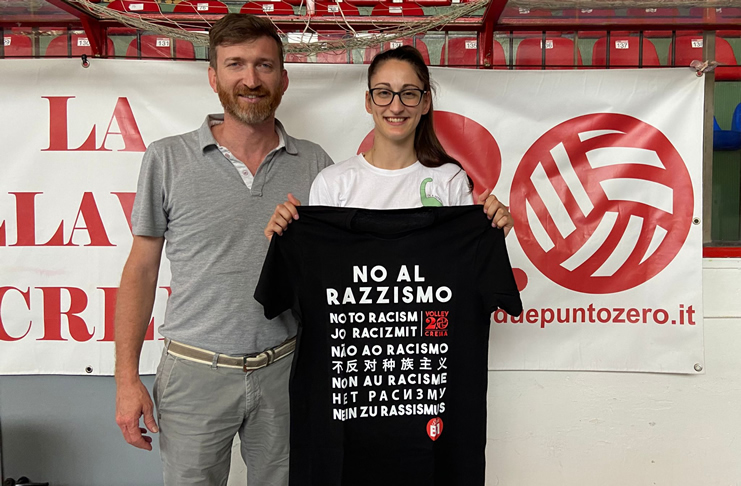 LA
LLAV
CREM
duepuntozero.it
NO AL
RAZZISMO
NO TO RACISM
JO RACIZMIT
VOLLEY
2.0
CREMA
NÃO AO RACISMO
不反对种族主义
NON AU RACISME
НЕТ РАСИЗМУ
NEIN ZU RASSISMUS
B1